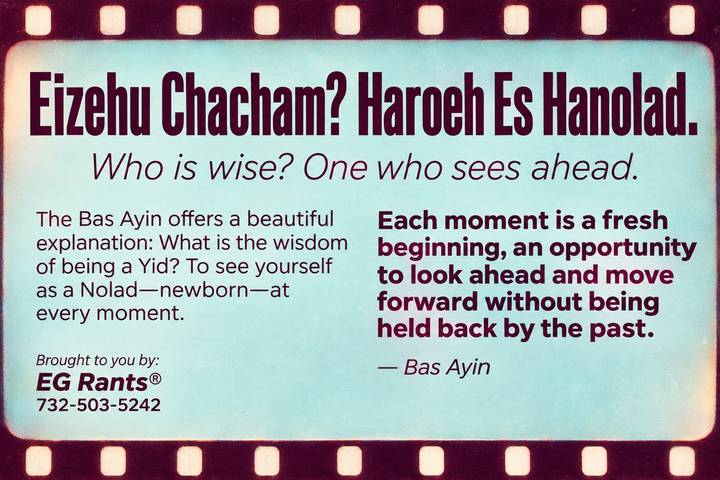 Eizehu Chacham? Haroeh Es Hanolad.
Who is wise? One who sees ahead.
The Bas Ayin offers a beautiful
explanation: What is the wisdom
of being a Yid? To see yourself
as a Nolad—newborn—at
every moment.
Each moment is a fresh
beginning, an opportunity
to look ahead and move
forward without being
held back by the past.
— Bas Ayin
Brought to you by:
EG Rants®
732-503-5242